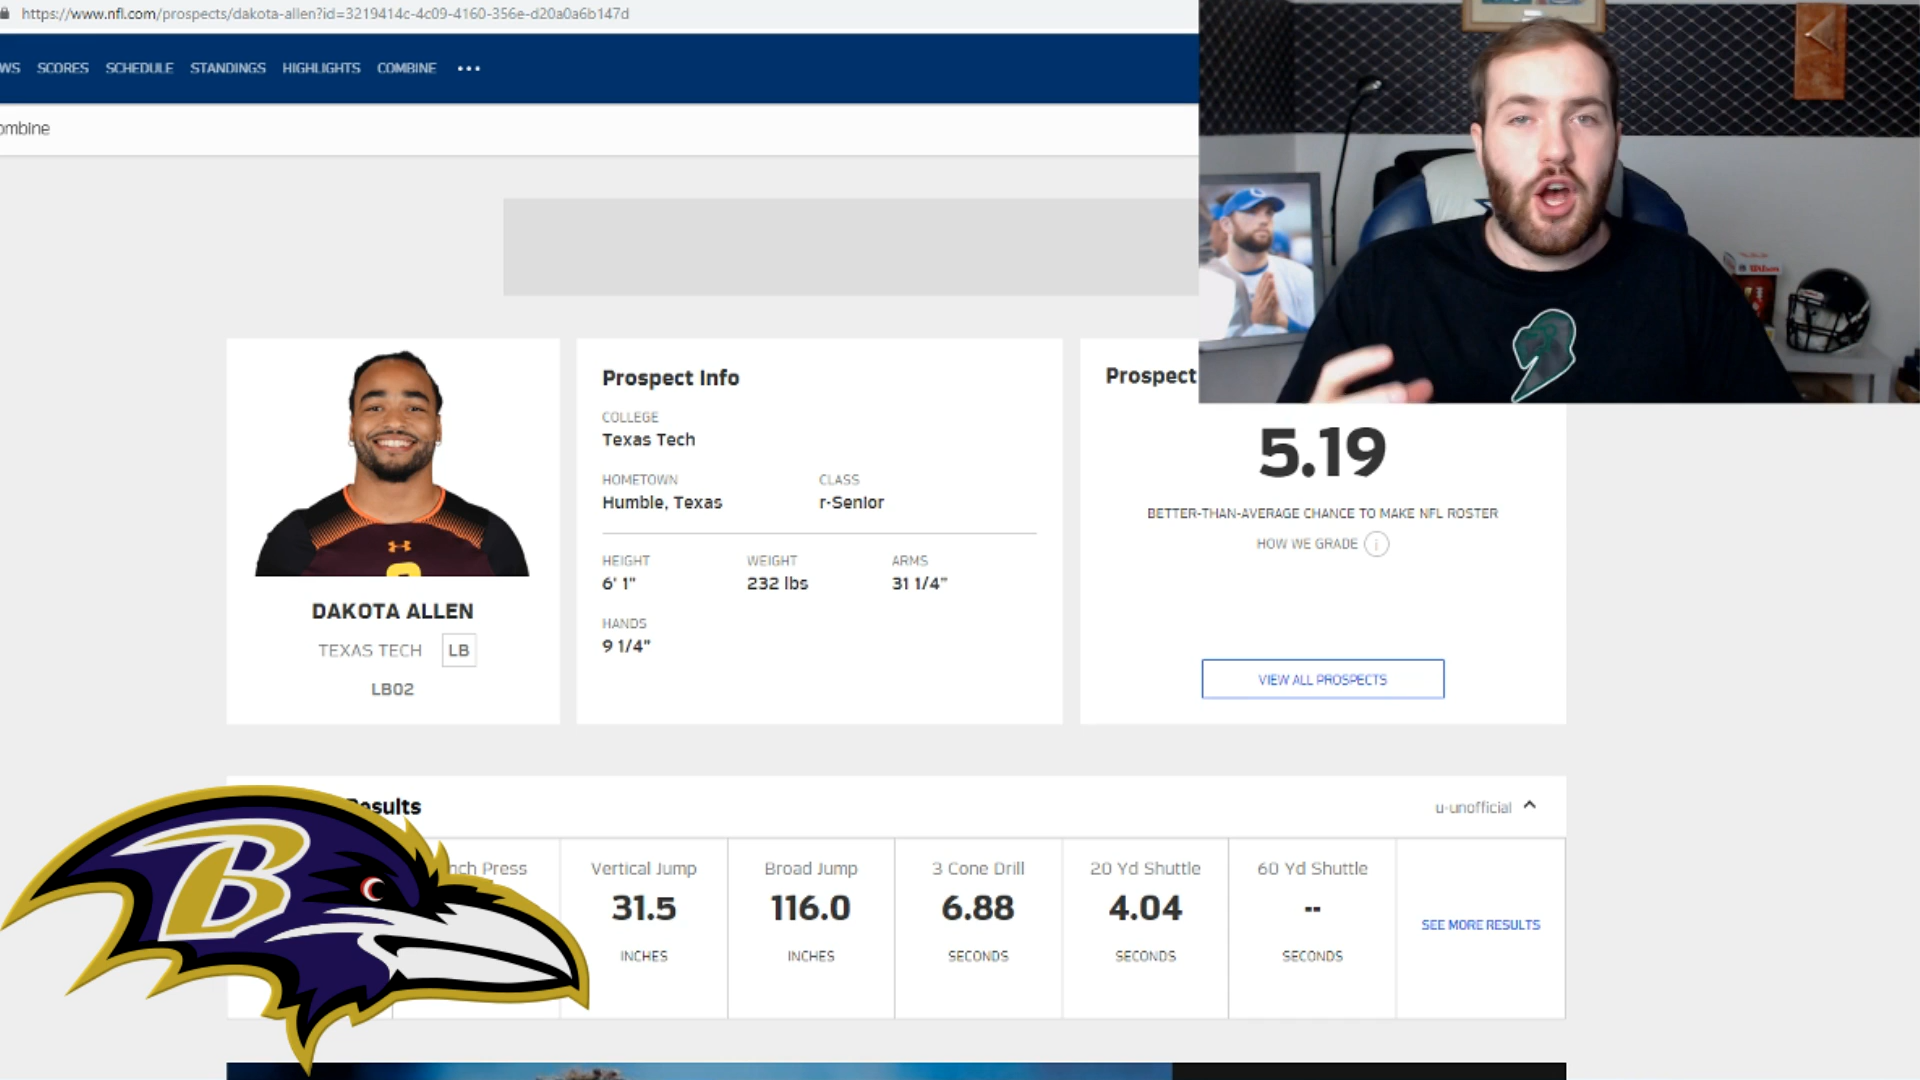 https://www.nfl.com/prospects/dakota-allen?id=3219414c-4c09-4160-356e-d20a0a6b147d
WS SCORES SCHEDULE STANDINGS HIGHLIGHTS COMBINE •••
ombine
Prospect Info
COLLEGE
Texas Tech
HOMETOWN CLASS
Humble, Texas r-Senior
HEIGHT WEIGHT ARMS
6' 1" 232 lbs 31 1/4"
HANDS
9 1/4"
DAKOTA ALLEN
TEXAS TECH LB
LB02
Prospect
5.19
BETTER-THAN-AVERAGE CHANCE TO MAKE NFL ROSTER
HOW WE GRADE i
VIEW ALL PROSPECTS
Wilson
Results
u-unofficial
nch Press Vertical Jump Broad Jump 3 Cone Drill 20 Yd Shuttle 60 Yd Shuttle
31.5 116.0 6.88 4.04 --
INCHES INCHES SECONDS SECONDS SECONDS
SEE MORE RESULTS
B